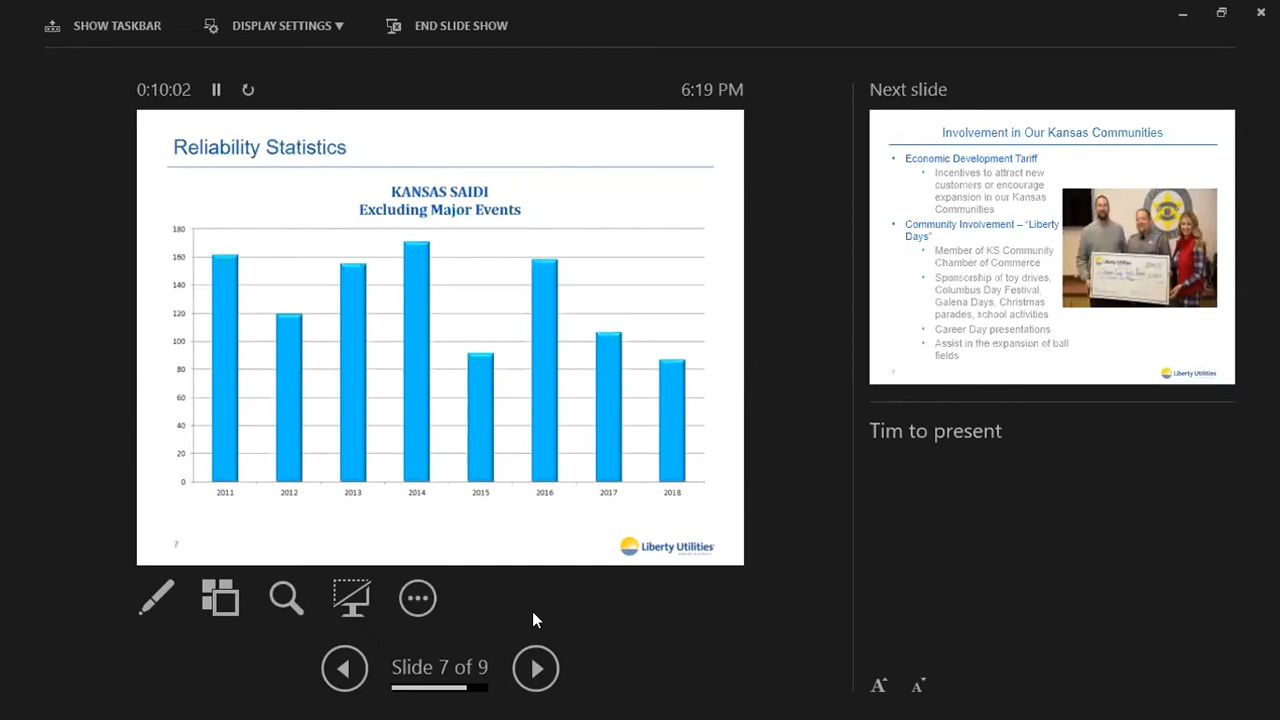 SHOW TASKBAR
DISPLAY SETTINGS ▼
END SLIDE SHOW
0:10:02
6:19 PM
Reliability Statistics
KANSAS SAIDI
Excluding Major Events
180
160
140
120
100
80
60
40
20
0
2011 2012 2013 2014 2015 2016 2017 2018
7
Liberty Utilities
Slide 7 of 9
Next slide
Involvement in Our Kansas Communities
• Economic Development Tariff
• Incentives to attract new
customers or encourage
expansion in our Kansas
Communities
• Community Involvement – "Liberty
Days"
• Member of KS Community
Chamber of Commerce
• Sponsorship of toy drives,
Columbus Day Festival,
Galena Days, Christmas
parades, school activities
• Career Day presentations
• Assist in the expansion of ball
fields
Liberty Utilities
Liberty Utilities
Tim to present
A A